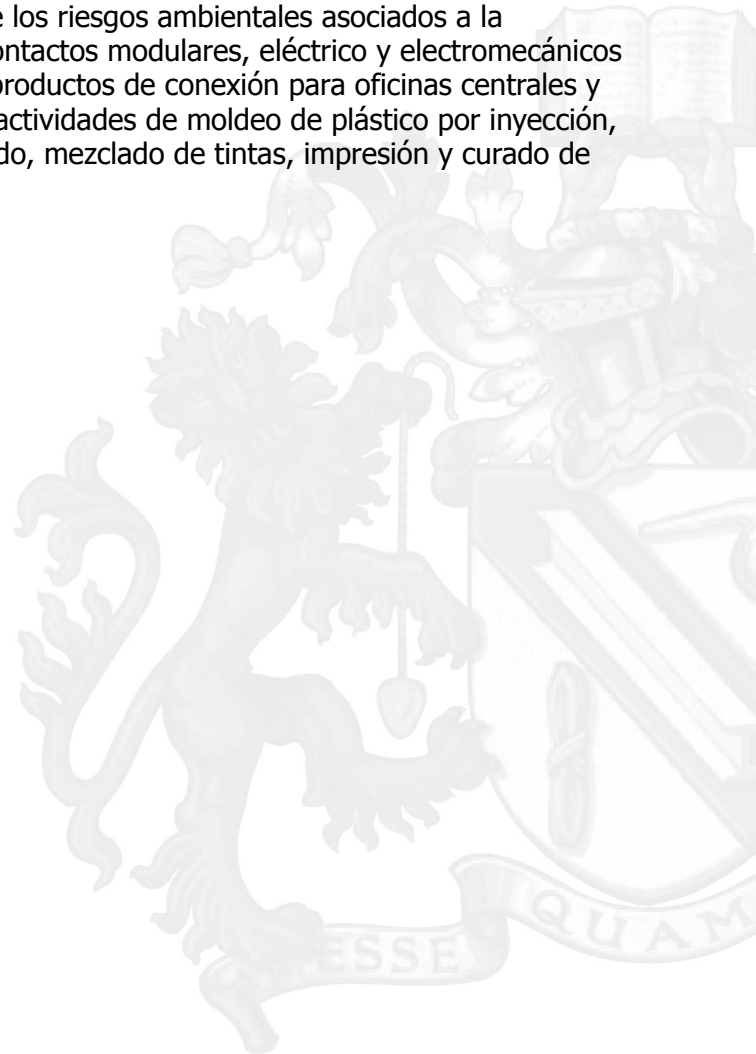 e los riesgos ambientales asociados a la
ontactos modulares, eléctrico y electromecánicos
productos de conexión para oficinas centrales y
actividades de moldeo de plástico por inyección,
do, mezclado de tintas, impresión y curado de
ESSE
QUAM